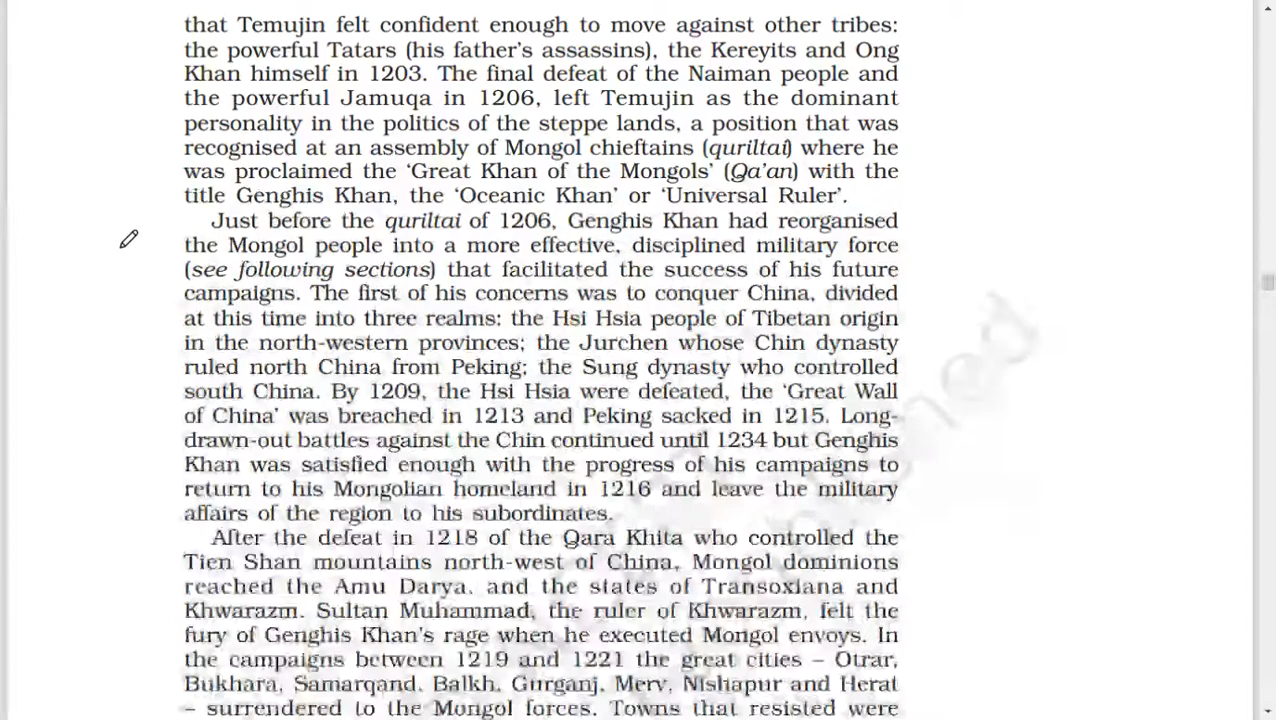 that Temujin felt confident enough to move against other tribes:
the powerful Tatars (his father's assassins), the Kereyits and Ong
Khan himself in 1203. The final defeat of the Naiman people and
the powerful Jamuqa in 1206, left Temujin as the dominant
personality in the politics of the steppe lands, a position that was
recognised at an assembly of Mongol chieftains (quriltai) where he
was proclaimed the ‘Great Khan of the Mongols’ (Qa’an) with the
title Genghis Khan, the ‘Oceanic Khan’ or ‘Universal Ruler’.
Just before the quriltai of 1206, Genghis Khan had reorganised
the Mongol people into a more effective, disciplined military force
(see following sections) that facilitated the success of his future
campaigns. The first of his concerns was to conquer China, divided
at this time into three realms: the Hsi Hsia people of Tibetan origin
in the north-western provinces; the Jurchen whose Chin dynasty
ruled north China from Peking; the Sung dynasty who controlled
south China. By 1209, the Hsi Hsia were defeated, the ‘Great Wall
of China’ was breached in 1213 and Peking sacked in 1215. Long-
drawn-out battles against the Chin continued until 1234 but Genghis
Khan was satisfied enough with the progress of his campaigns to
return to his Mongolian homeland in 1216 and leave the military
affairs of the region to his subordinates.
After the defeat in 1218 of the Qara Khita who controlled the
Tien Shan mountains north-west of China, Mongol dominions
reached the Amu Darya, and the states of Transoxiana and
Khwarazm. Sultan Muhammad, the ruler of Khwarazm, felt the
fury of Genghis Khan’s rage when he executed Mongol envoys. In
the campaigns between 1219 and 1221 the great cities – Otrar,
Bukhara, Samarqand, Balkh, Gurganj, Merv, Nishapur and Herat
– surrendered to the Mongol forces. Towns that resisted were